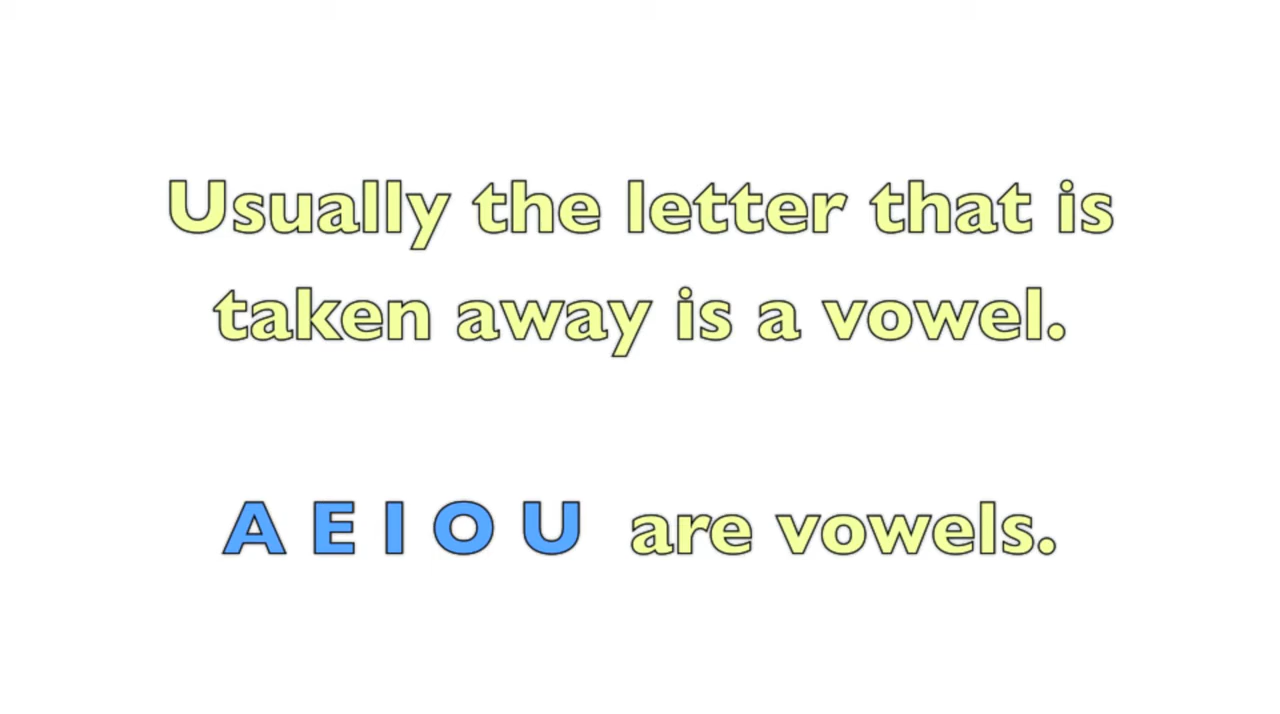 Usually the letter that is
taken away is a vowel.
A E I O U are vowels.